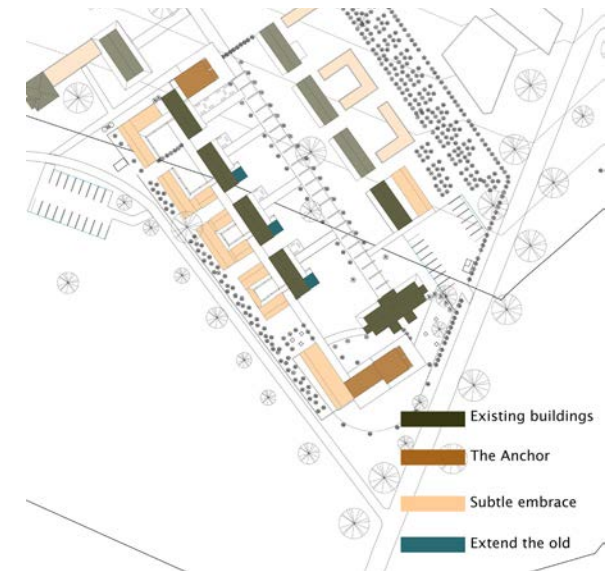 Existing buildings
The Anchor
Subtle embrace
Extend the old